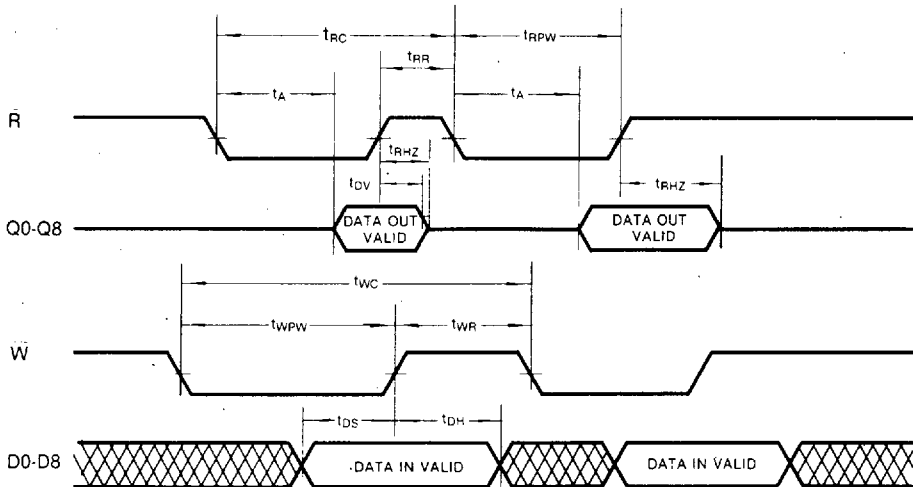 tRC
tRPW
tRR
tA
tA
R̄
tRHZ
tRHZ
tDV
Q0-Q8
DATA OUT
VALID
DATA OUT
VALID
tWC
tWPW
tWR
W̄
tDS
tDH
D0-D8
DATA IN VALID
DATA IN VALID